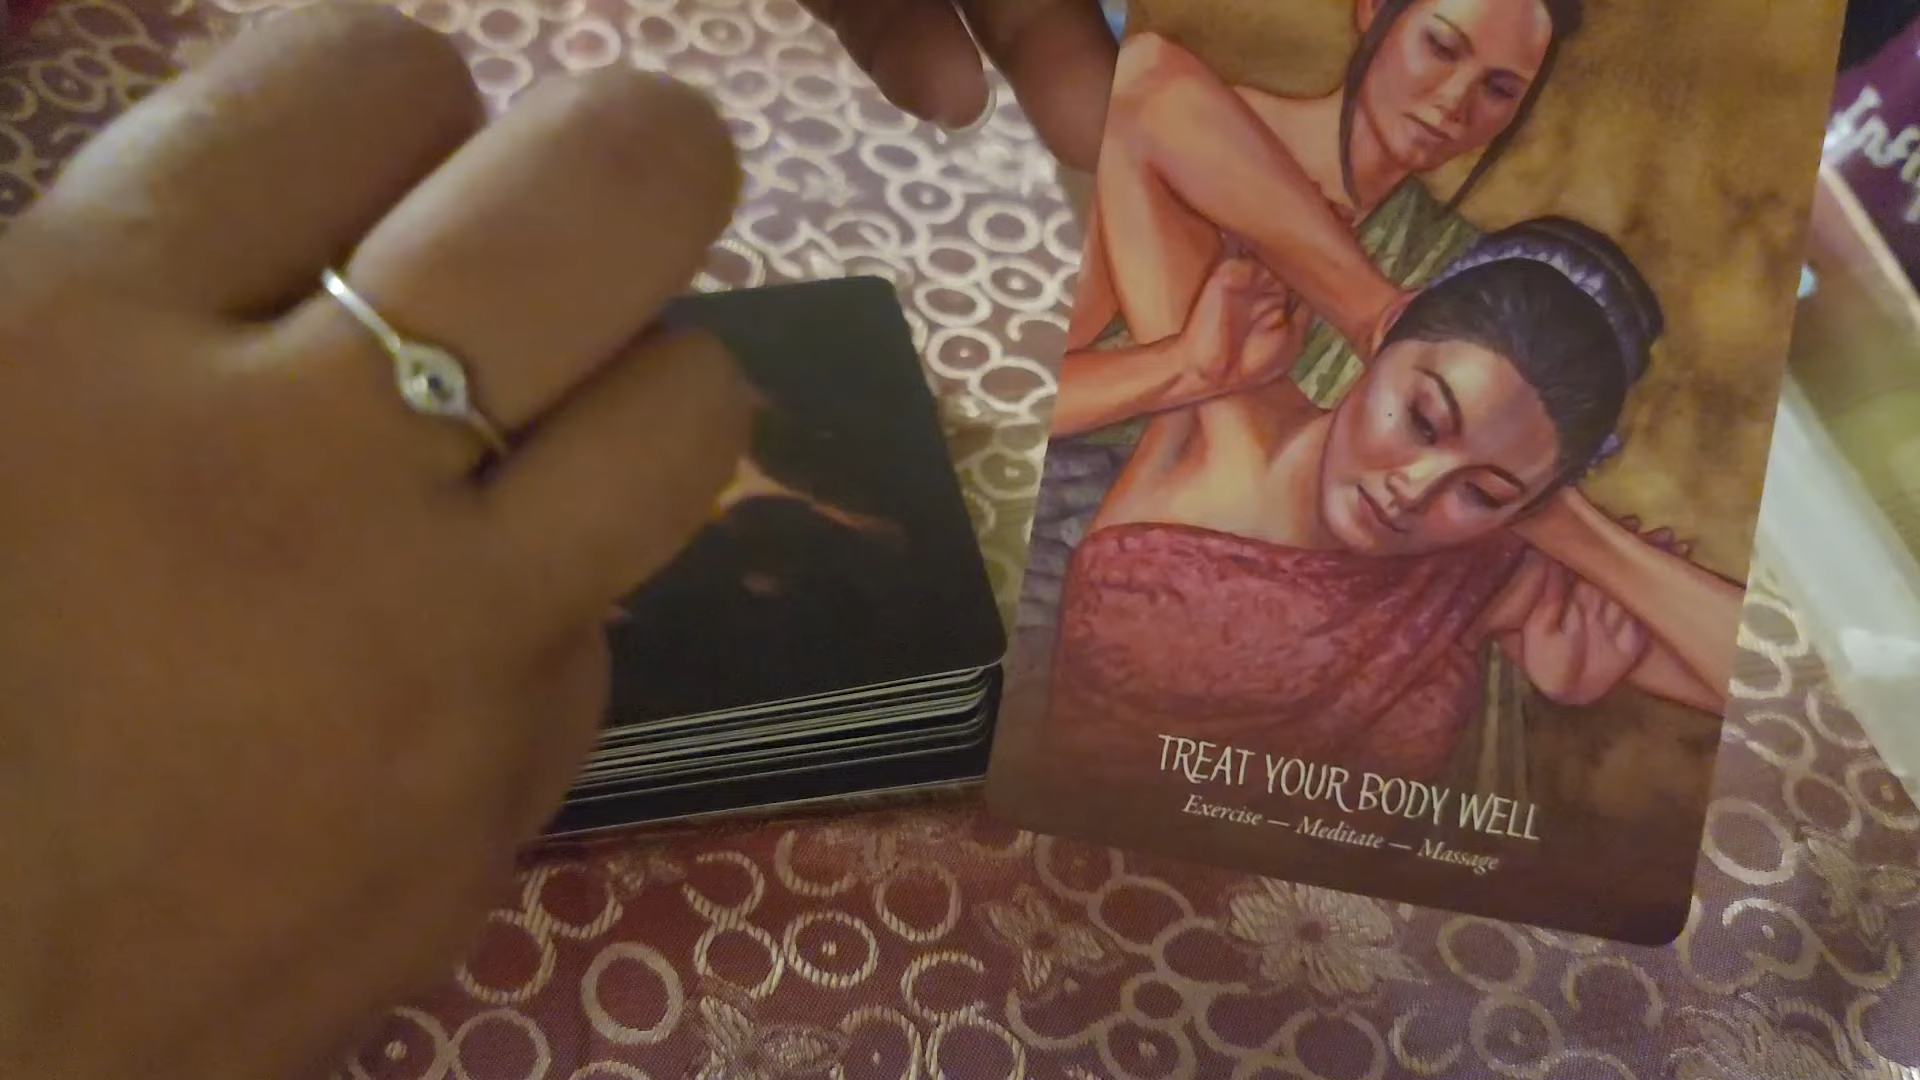 TREAT YOUR BODY WELL
Exercise — Meditate — Massage